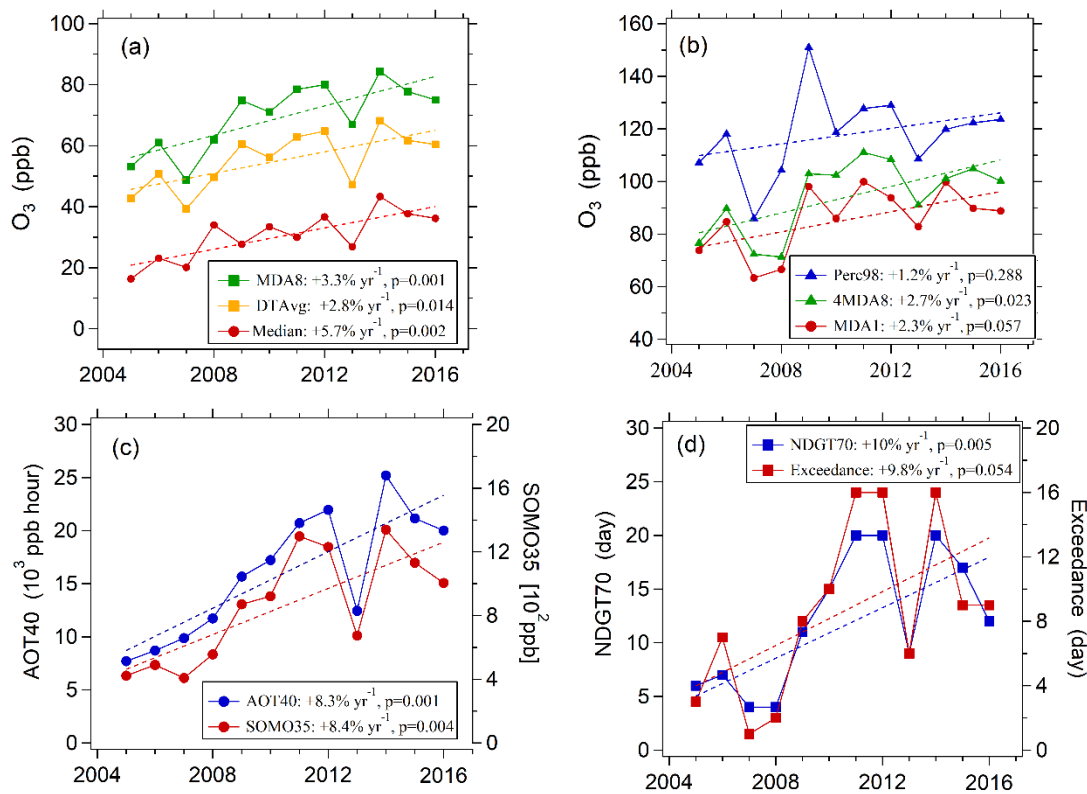 (a)
100
80
60
40
20
0
O3 (ppb)
MDA8: +3.3% yr-1, p=0.001
DTAvg: +2.8% yr-1, p=0.014
Median: +5.7% yr-1, p=0.002
2004
2008
2012
2016
(b)
160
140
120
100
80
60
40
O3 (ppb)
Perc98: +1.2% yr-1, p=0.288
4MDA8: +2.7% yr-1, p=0.023
MDA1: +2.3% yr-1, p=0.057
2004
2008
2012
2016
(c)
30
25
20
15
10
5
0
AOT40 (10^3 ppb hour)
20
16
12
8
4
0
SOMO35 [10^2 ppb]
AOT40: +8.3% yr-1, p=0.001
SOMO35: +8.4% yr-1, p=0.004
2004
2008
2012
2016
(d)
30
25
20
15
10
5
0
NDGT70 (day)
20
16
12
8
4
0
Exceedance (day)
NDGT70: +10% yr-1, p=0.005
Exceedance: +9.8% yr-1, p=0.054
2004
2008
2012
2016